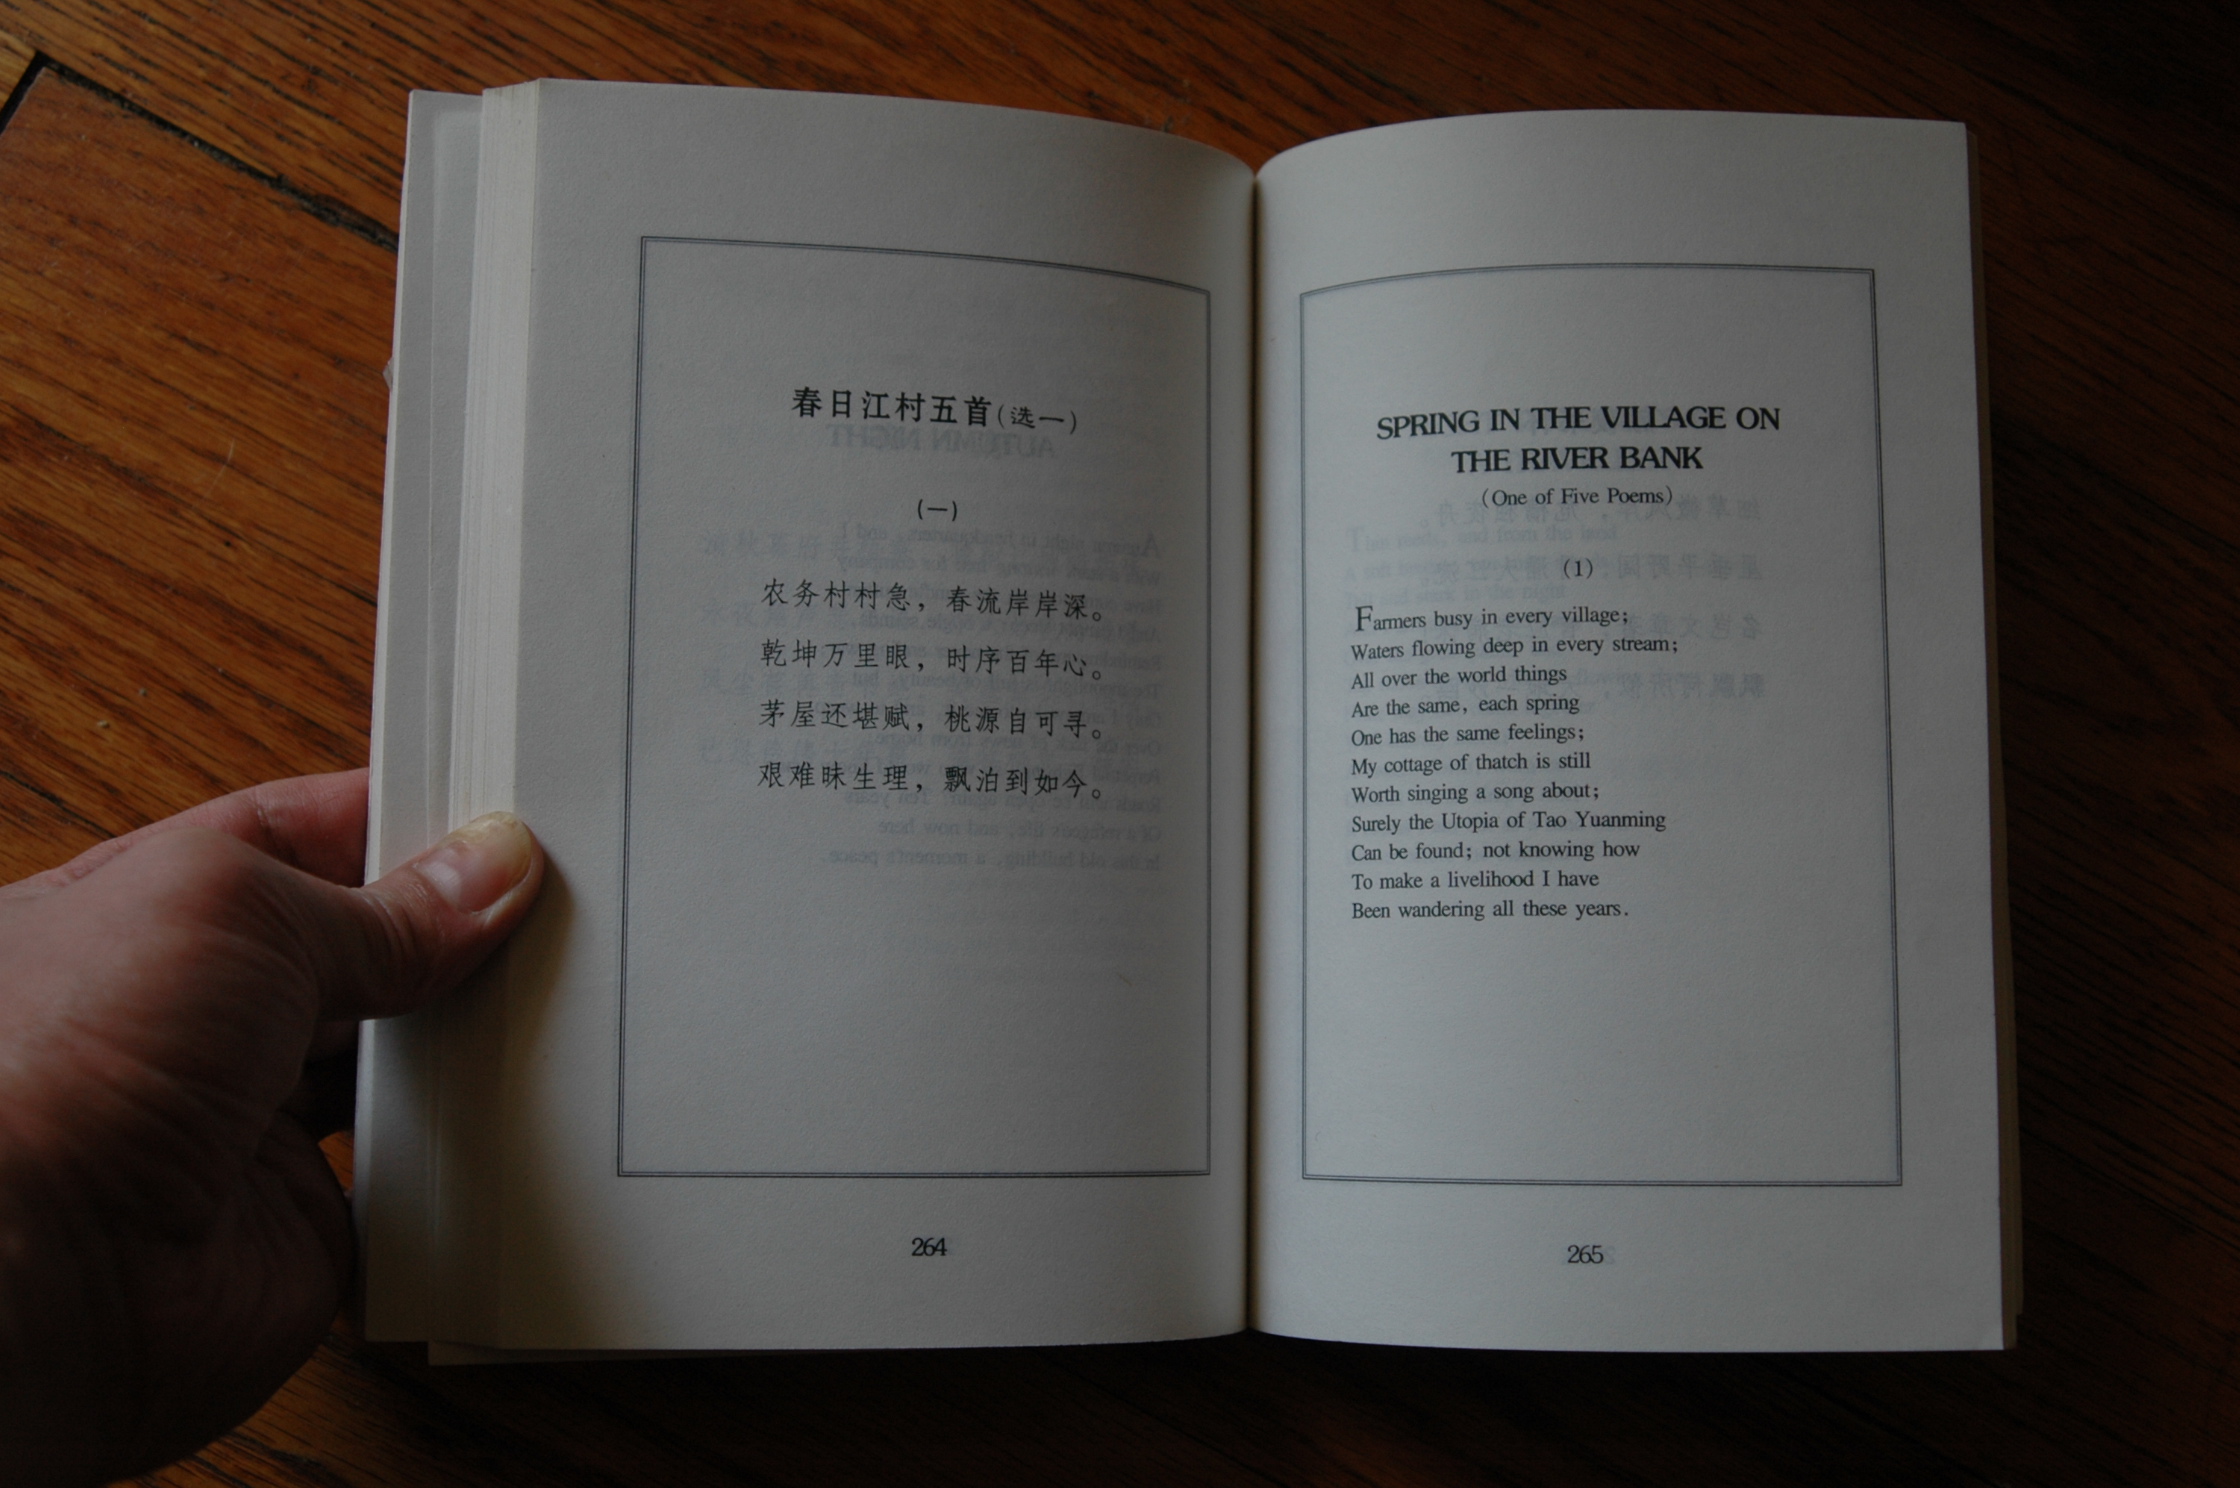 春日江村五首(选一)
(一)
农务村村急，春流岸岸深。
乾坤万里眼，时序百年心。
茅屋还堪赋，桃源自可寻。
艰难昧生理，飘泊到如今。
264
SPRING IN THE VILLAGE ON
THE RIVER BANK
(One of Five Poems)
(1)
Farmers busy in every village;
Waters flowing deep in every stream;
All over the world things
Are the same, each spring
One has the same feelings;
My cottage of thatch is still
Worth singing a song about;
Surely the Utopia of Tao Yuanming
Can be found; not knowing how
To make a livelihood I have
Been wandering all these years.
265